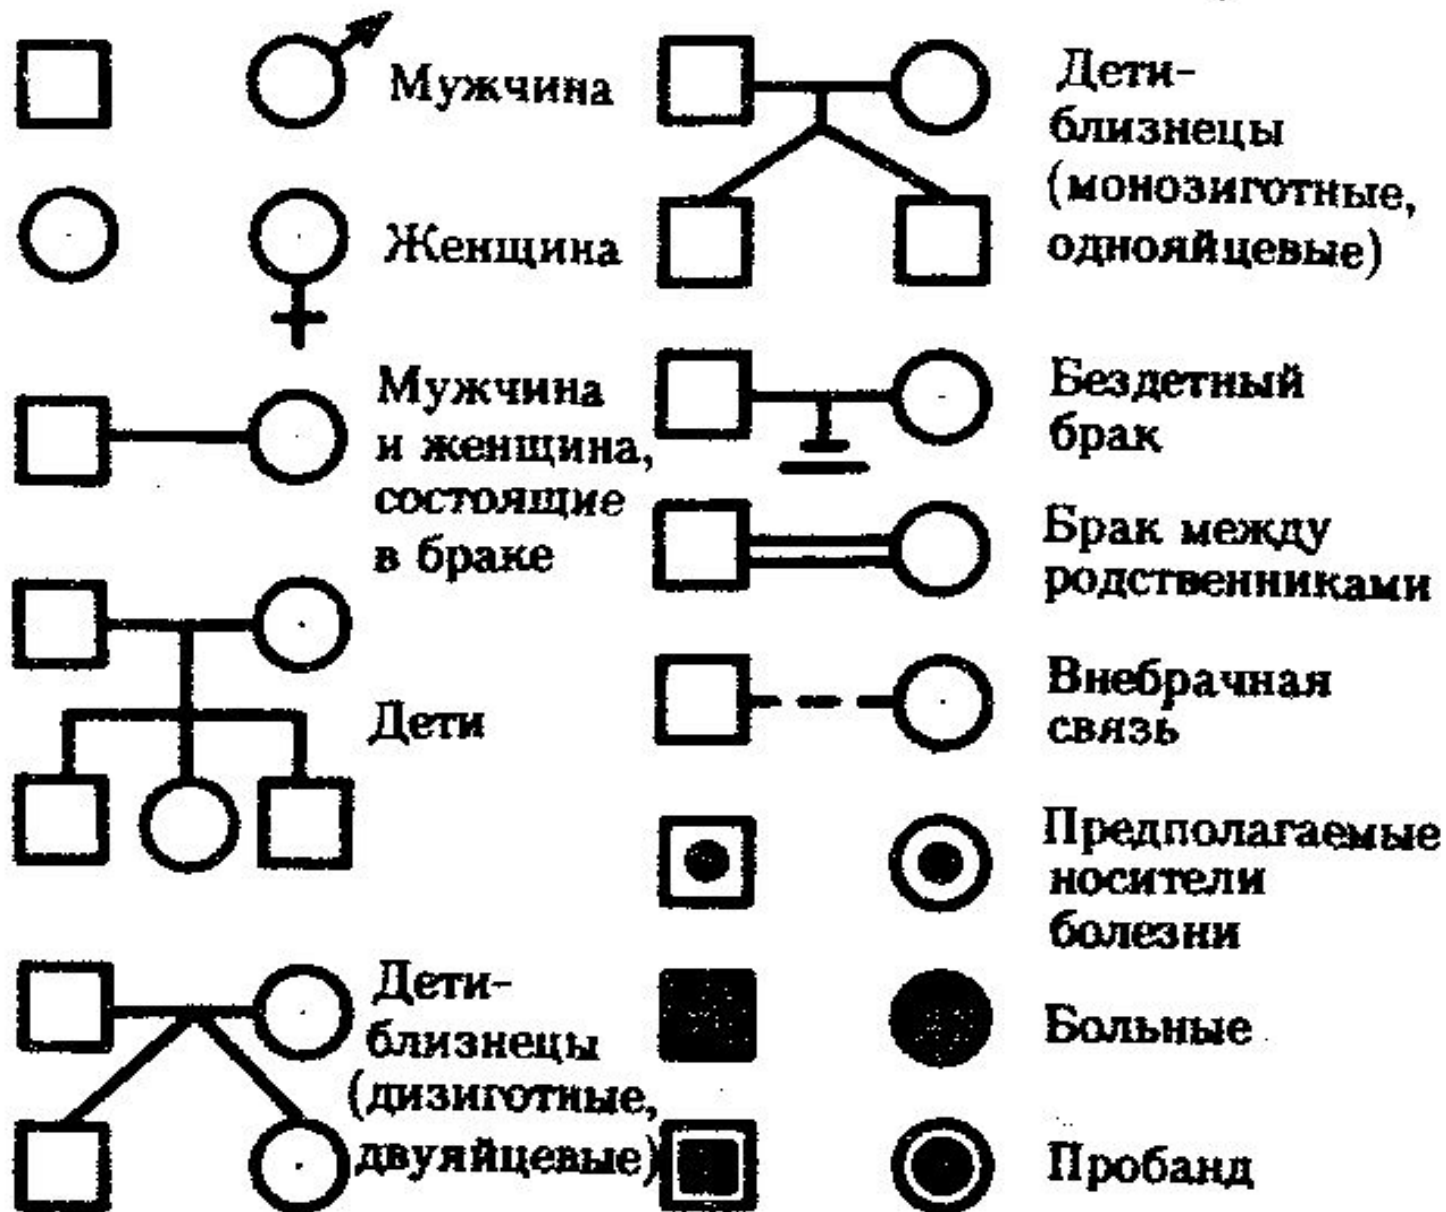 Мужчина
Женщина
Мужчина
и женщина,
состоящие
в браке
Дети
Дети-
близнецы
(дизиготные,
двуяйцевые)
Дети-
близнецы
(монозиготные,
однояйцевые)
Бездетный
брак
Брак между
родственниками
Внебрачная
связь
Предполагаемые
носители
болезни
Больные
Пробанд